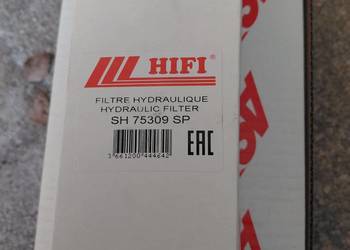 HIFI
FILTRE HYDRAULIQUE
HYDRAULIC FILTER
SH 75309 SP
EAC
3661200444642